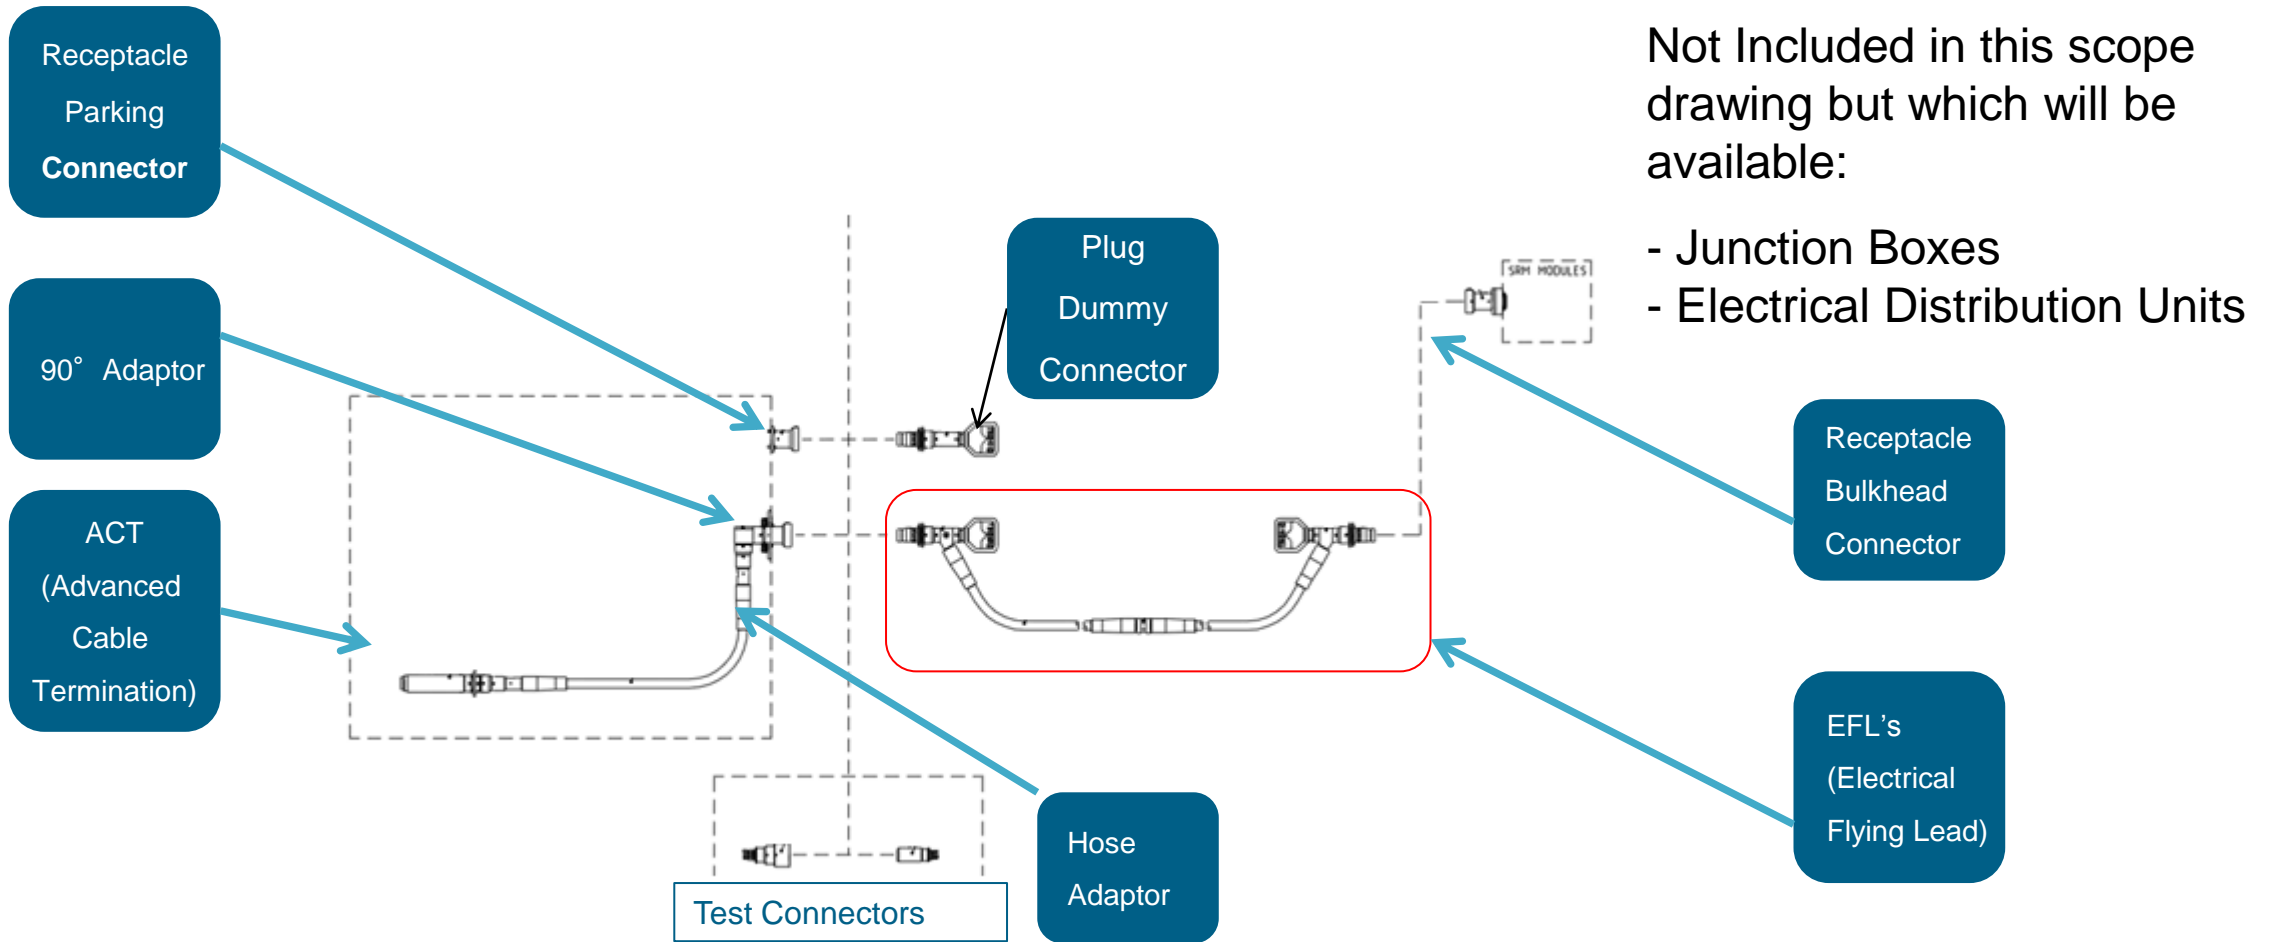 Receptacle
Parking
Connector
90° Adaptor
ACT
(Advanced
Cable
Termination)
Plug
Dummy
Connector
Not Included in this scope
drawing but which will be
available:
- Junction Boxes
- Electrical Distribution Units
SRM MODULES
Receptacle
Bulkhead
Connector
EFL's
(Electrical
Flying Lead)
Hose
Adaptor
Test Connectors